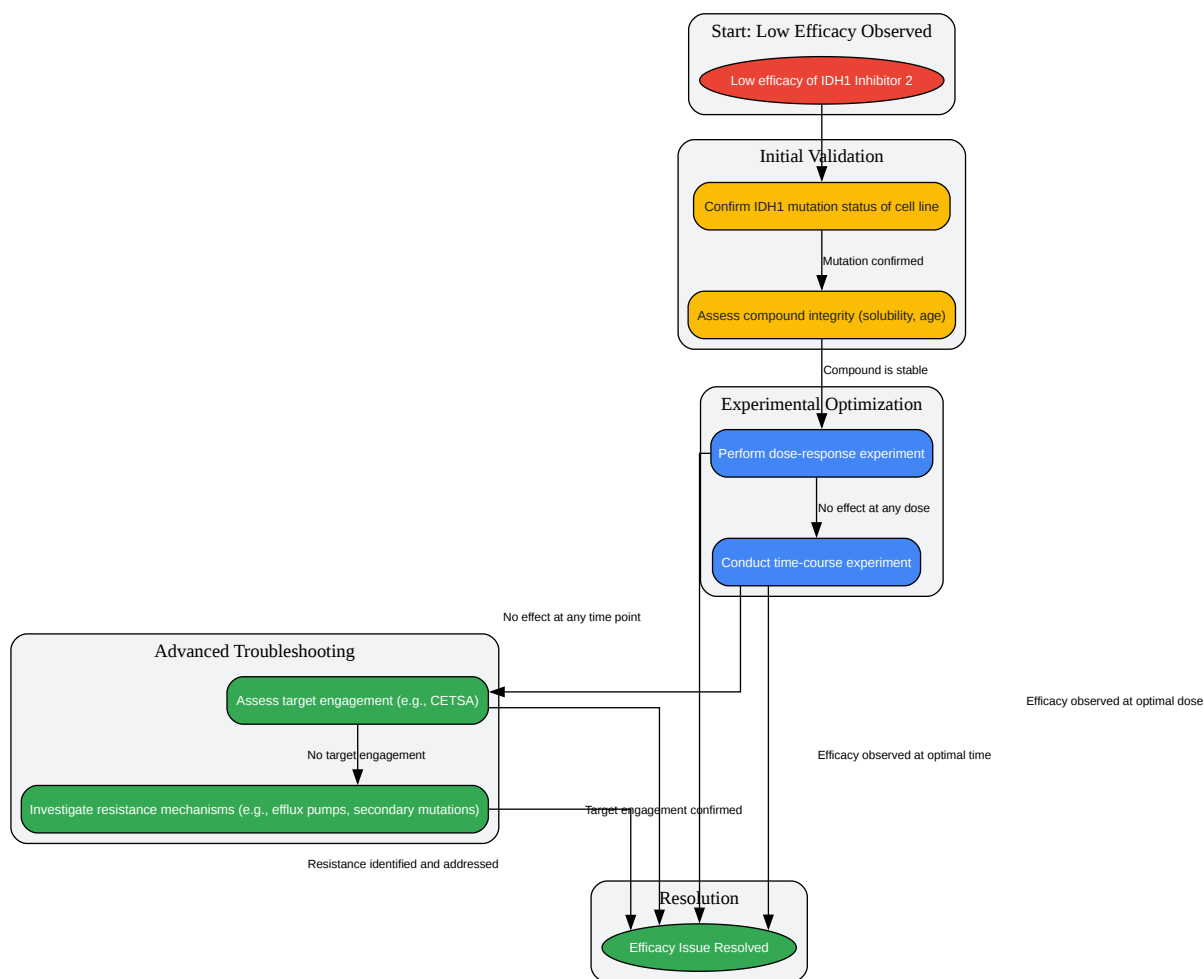 Start: Low Efficacy Observed
Low efficacy of IDH1 Inhibitor 2
Initial Validation
Confirm IDH1 mutation status of cell line
Mutation confirmed
Assess compound integrity (solubility, age)
Compound is stable
Experimental Optimization
Perform dose-response experiment
No effect at any dose
Conduct time-course experiment
No effect at any time point
Advanced Troubleshooting
Assess target engagement (e.g., CETSA)
Efficacy observed at optimal dose
No target engagement
Efficacy observed at optimal time
Investigate resistance mechanisms (e.g., efflux pumps, secondary mutations)
Target engagement confirmed
Resistance identified and addressed
Resolution
Efficacy Issue Resolved